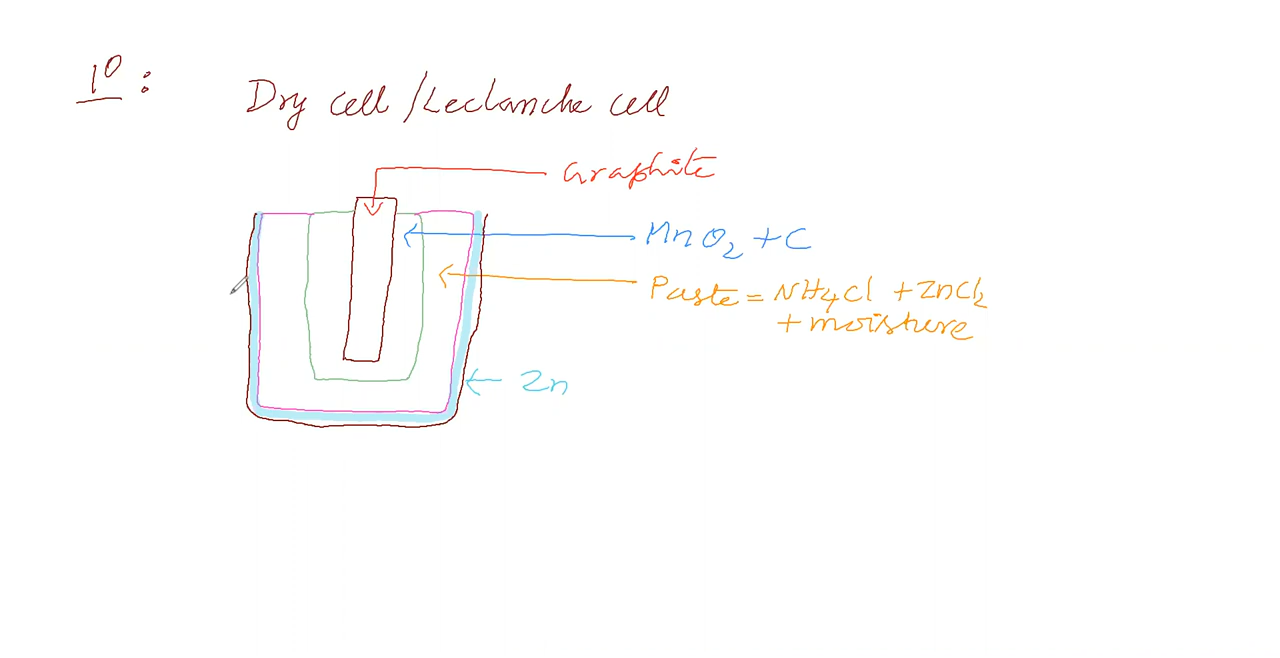 1° :
Dry cell / Leclanche cell
Graphite
MnO₂ + C
Paste = NH₄Cl + ZnCl₂
+ moisture
Zn